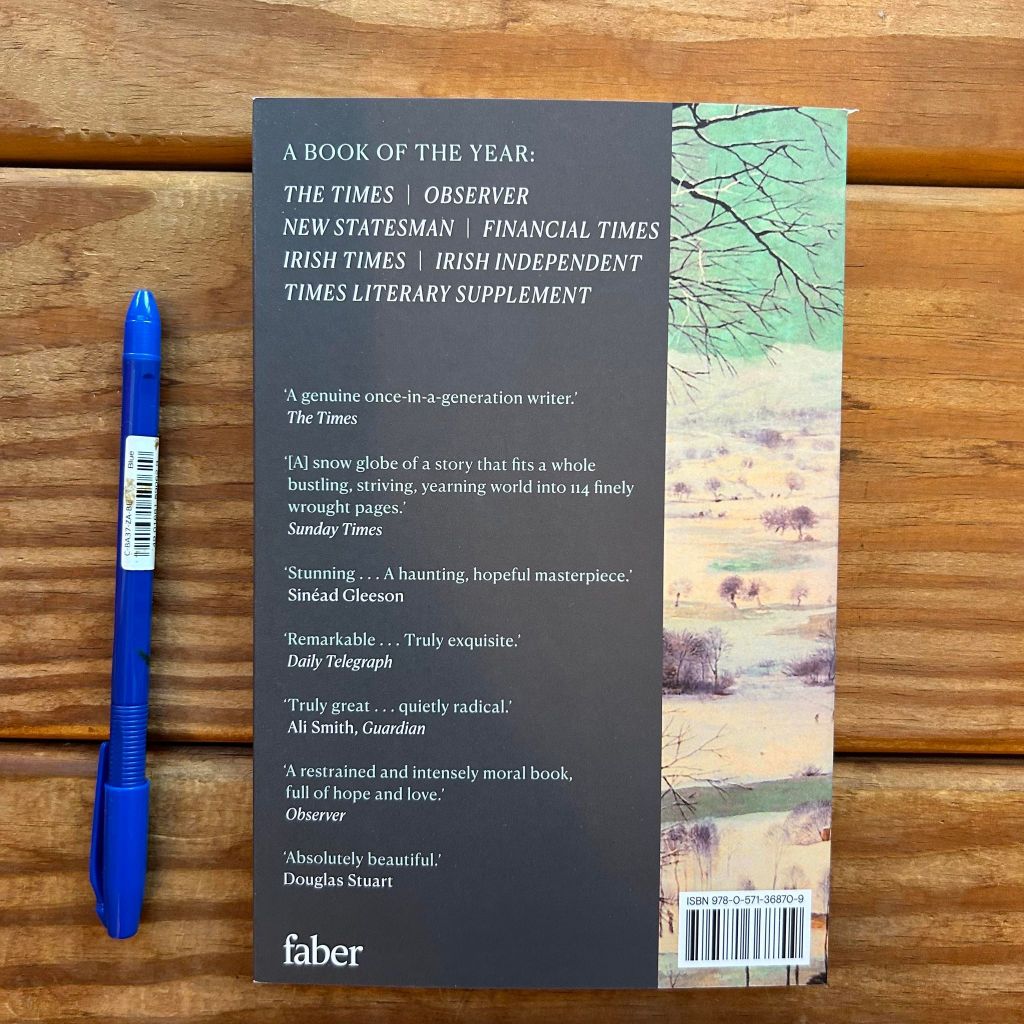 A BOOK OF THE YEAR:
THE TIMES | OBSERVER
NEW STATESMAN | FINANCIAL TIMES
IRISH TIMES | IRISH INDEPENDENT
TIMES LITERARY SUPPLEMENT
‘A genuine once-in-a-generation writer.’
The Times
‘[A] snow globe of a story that fits a whole
bustling, striving, yearning world into 114 finely
wrought pages.’
Sunday Times
‘Stunning . . . A haunting, hopeful masterpiece.’
Sinéad Gleeson
‘Remarkable . . . Truly exquisite.’
Daily Telegraph
‘Truly great . . . quietly radical.’
Ali Smith, Guardian
‘A restrained and intensely moral book,
full of hope and love.’
Observer
‘Absolutely beautiful.’
Douglas Stuart
faber
ISBN 978-0-571-36870-9
Blue